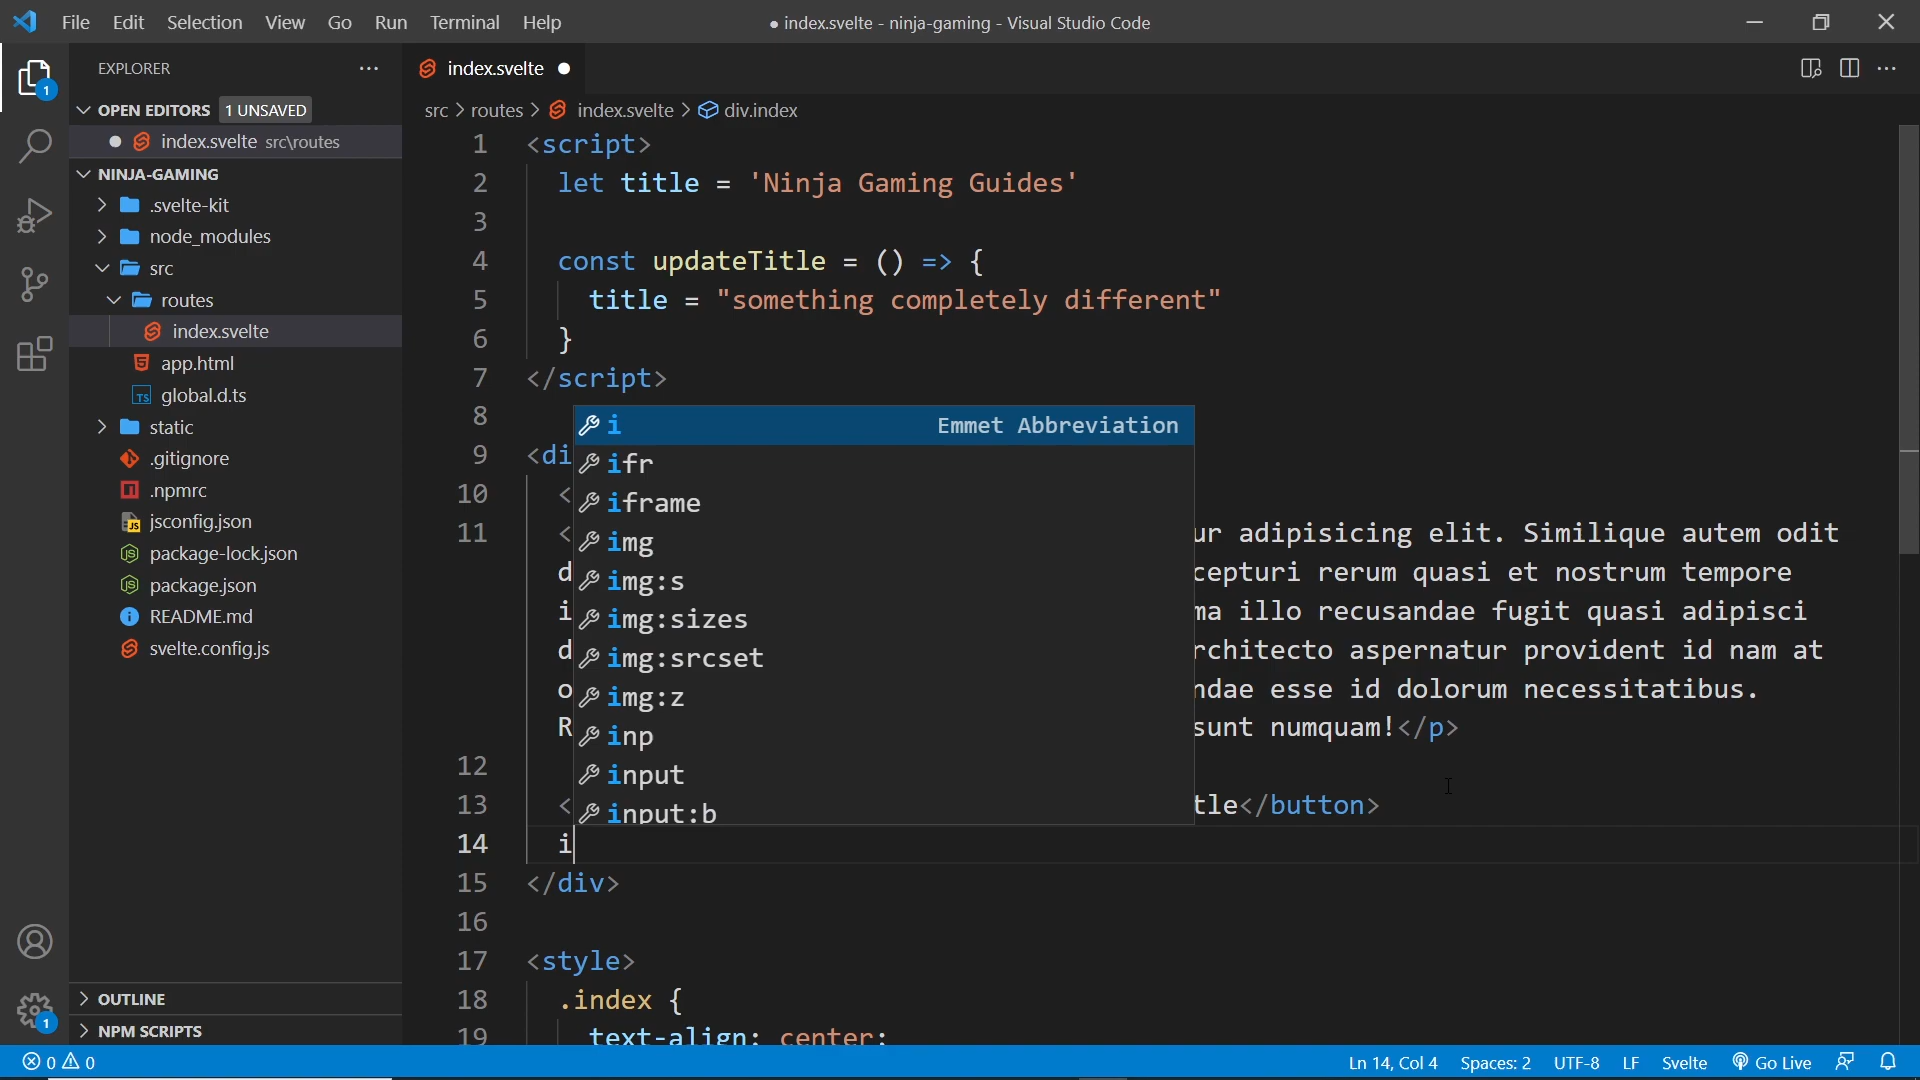 File Edit Selection View Go Run Terminal Help
● index.svelte - ninja-gaming - Visual Studio Code
EXPLORER
OPEN EDITORS 1 UNSAVED
index.svelte src\routes
NINJA-GAMING
.svelte-kit
node_modules
src
routes
index.svelte
app.html
TS global.d.ts
static
.gitignore
.npmrc
JS jsconfig.json
package-lock.json
package.json
README.md
svelte.config.js
OUTLINE
NPM SCRIPTS
1
1
index.svelte
src > routes > index.svelte > div.index
1 <script>
2 let title = 'Ninja Gaming Guides'
3
4 const updateTitle = () => {
5 title = "something completely different"
6 }
7 </script>
8
9 <di
10 <
11 < ur adipisicing elit. Similique autem odit
d cepturi rerum quasi et nostrum tempore
i ma illo recusandae fugit quasi adipisci
d rchitecto aspernatur provident id nam at
o ndae esse id dolorum necessitatibus.
R sunt numquam!</p>
12
13 < tle</button>
14 i
15 </div>
16
17 <style>
18 .index {
19 text-align: center;
i Emmet Abbreviation
ifr
iframe
img
img:s
img:sizes
img:srcset
img:z
inp
input
input:b
0 0 Ln 14, Col 4 Spaces: 2 UTF-8 LF Svelte Go Live